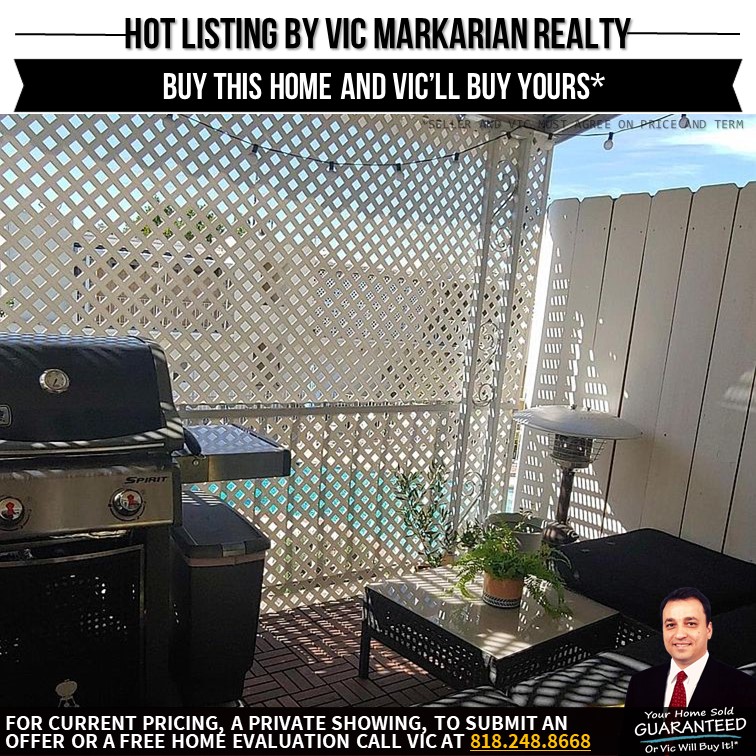 HOT LISTING BY VIC MARKARIAN REALTY
BUY THIS HOME AND VIC'LL BUY YOURS*
*SELLER AND VIC MUST AGREE ON PRICE AND TERM
SPIRIT
FOR CURRENT PRICING, A PRIVATE SHOWING, TO SUBMIT AN
OFFER OR A FREE HOME EVALUATION CALL VIC AT 818.248.8668
Your Home Sold
GUARANTEED
Or Vic Will Buy It!